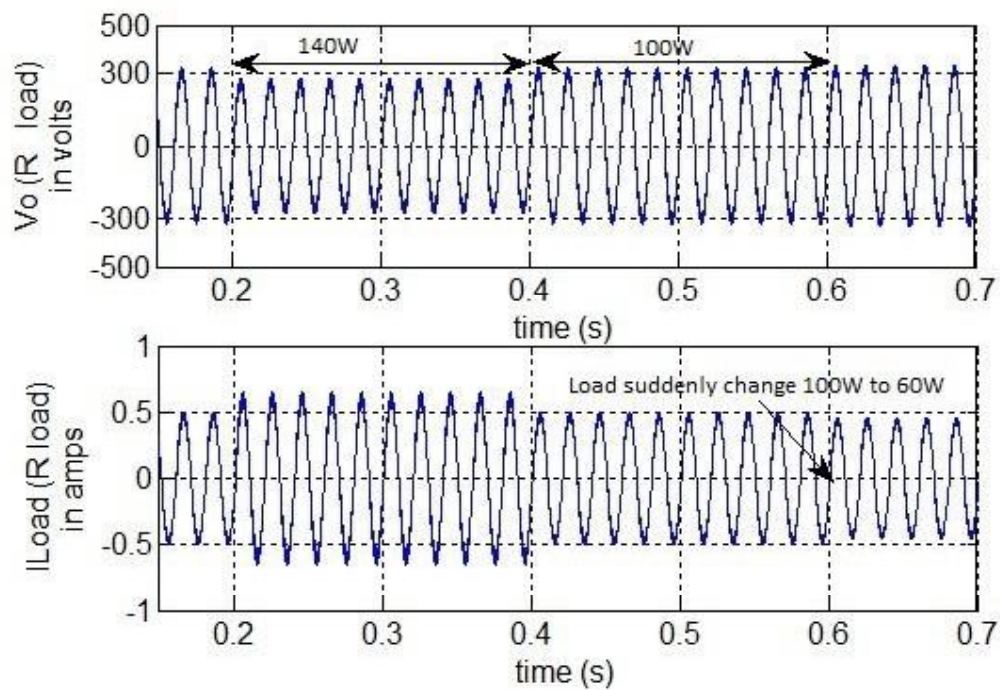 500
300
0
-300
-500
Vo (R load)
in volts
140W
100W
0.2 0.3 0.4 0.5 0.6 0.7
time (s)
1
0.5
0
-0.5
-1
ILoad (R load)
in amps
Load suddenly change 100W to 60W
0.2 0.3 0.4 0.5 0.6 0.7
time (s)